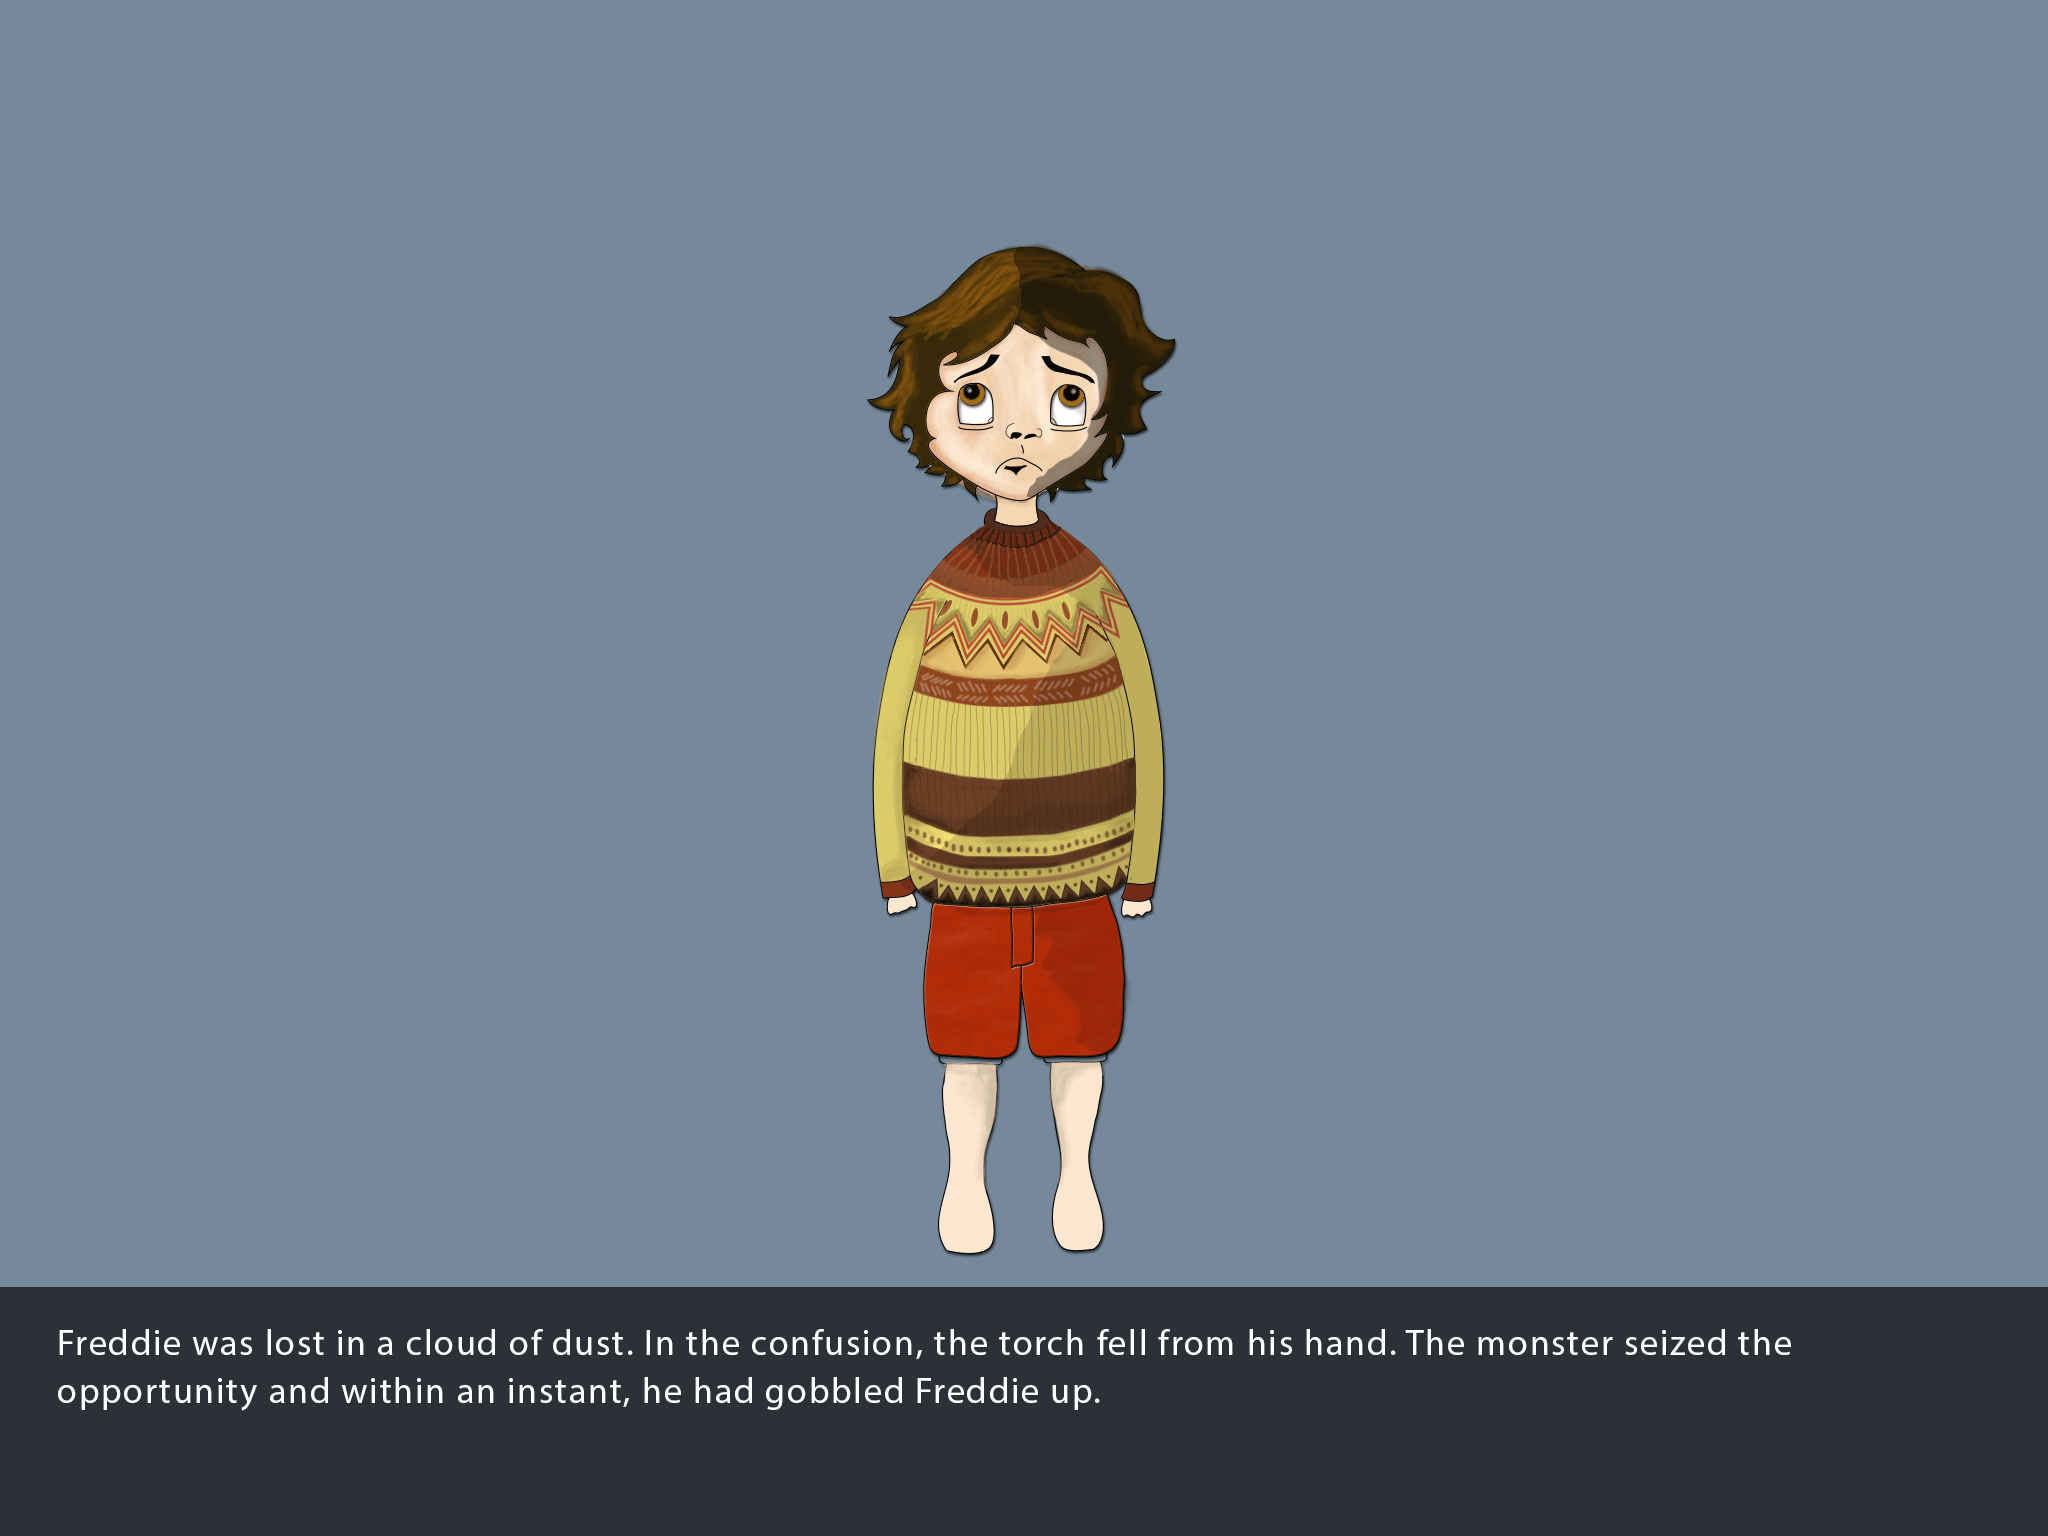 Freddie was lost in a cloud of dust. In the confusion, the torch fell from his hand. The monster seized the
opportunity and within an instant, he had gobbled Freddie up.